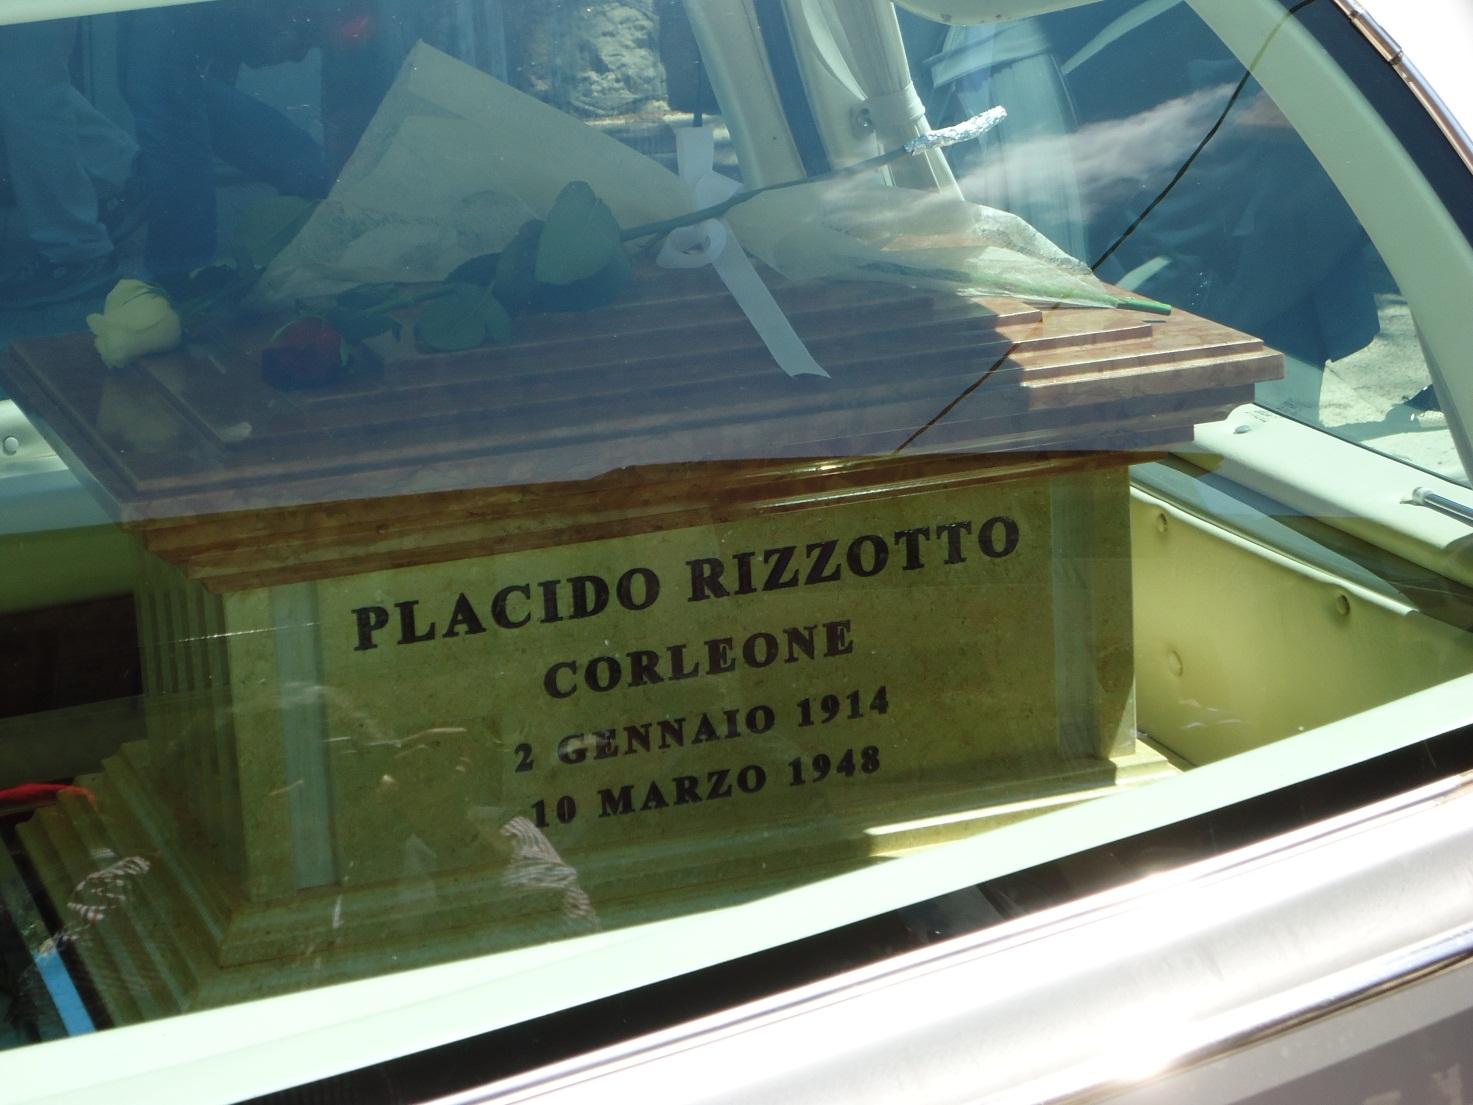 PLACIDO RIZZOTTO
CORLEONE
2 GENNAIO 1914
10 MARZO 1948